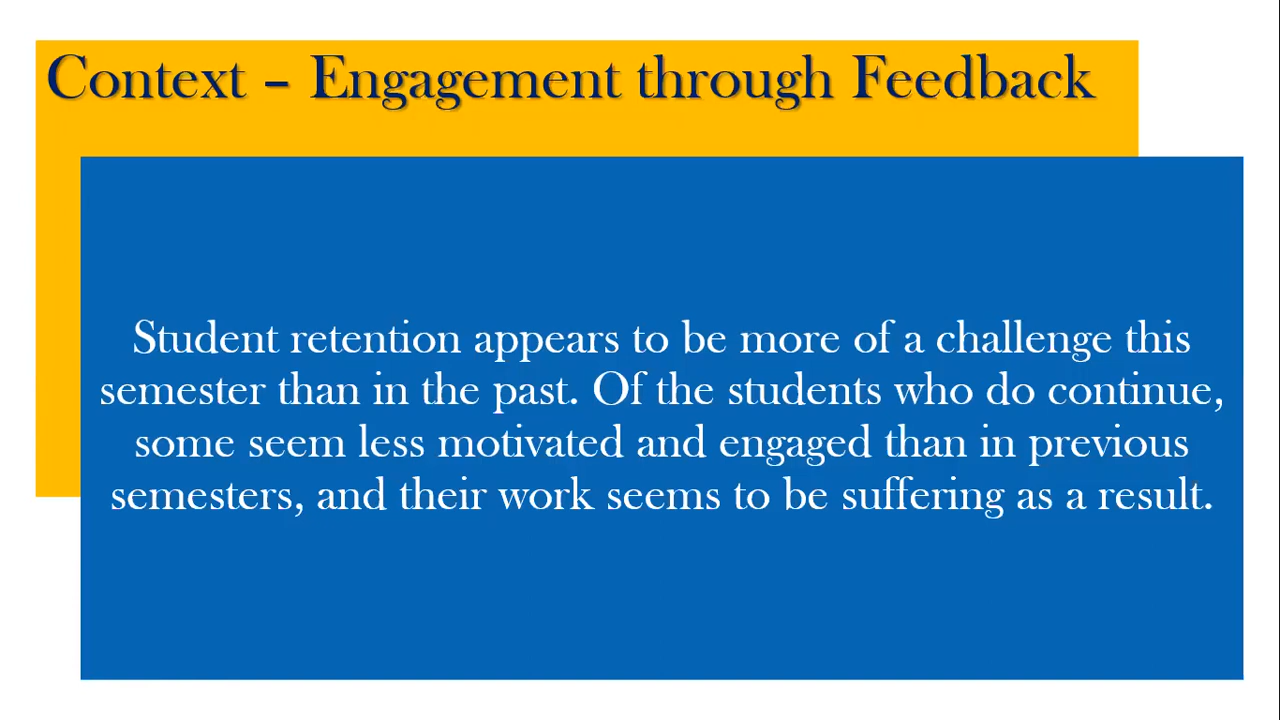 Context – Engagement through Feedback
Student retention appears to be more of a challenge this
semester than in the past. Of the students who do continue,
some seem less motivated and engaged than in previous
semesters, and their work seems to be suffering as a result.